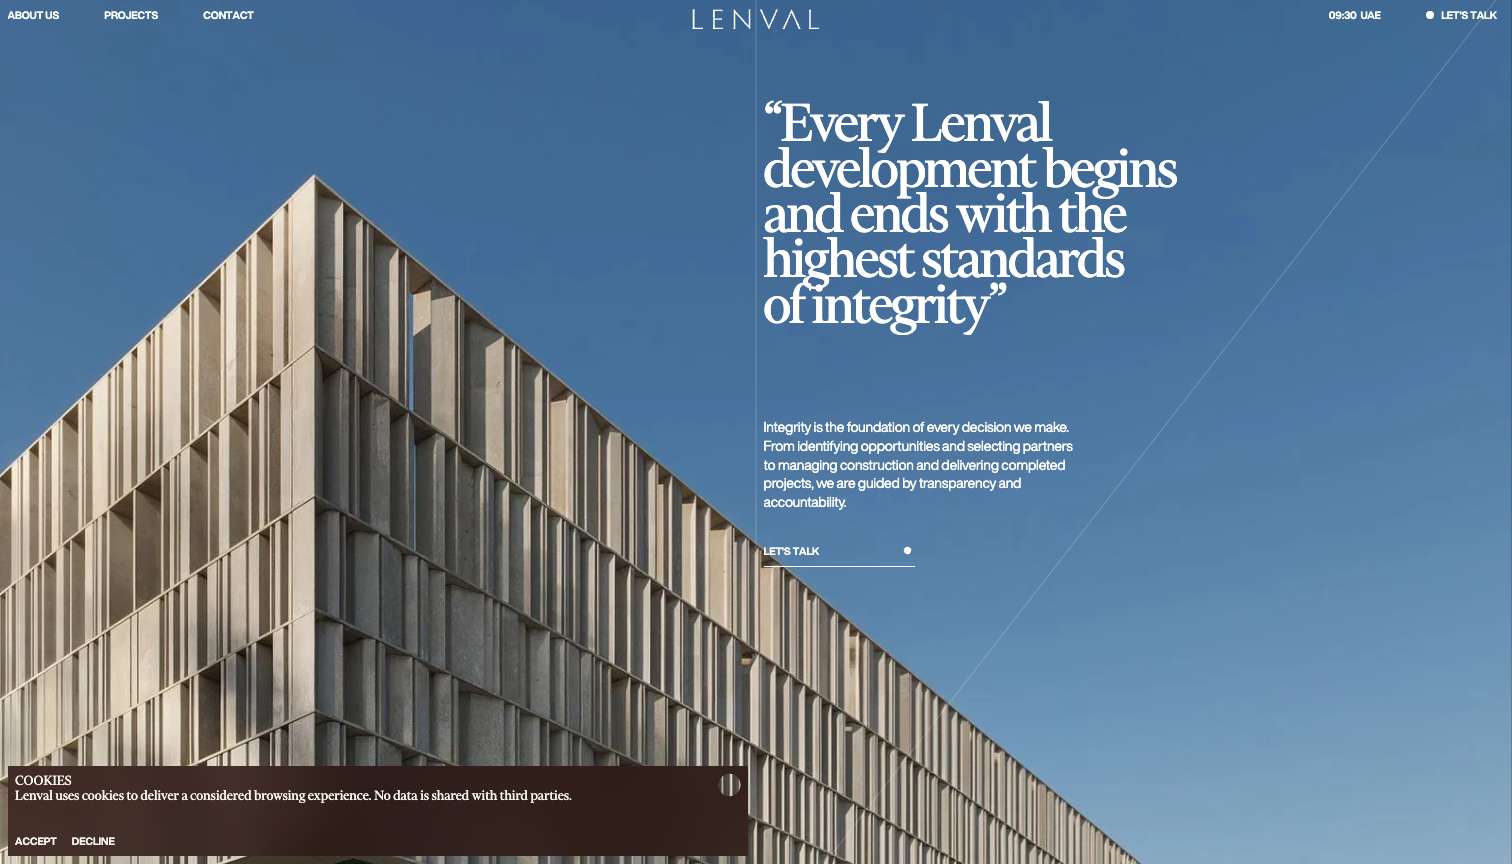 ABOUT US
PROJECTS
CONTACT
LENVAL
09:30 UAE
LET'S TALK
“Every Lenval
development begins
and ends with the
highest standards
of integrity”
Integrity is the foundation of every decision we make.
From identifying opportunities and selecting partners
to managing construction and delivering completed
projects, we are guided by transparency and
accountability.
LET'S TALK
COOKIES
Lenval uses cookies to deliver a considered browsing experience. No data is shared with third parties.
ACCEPT
DECLINE